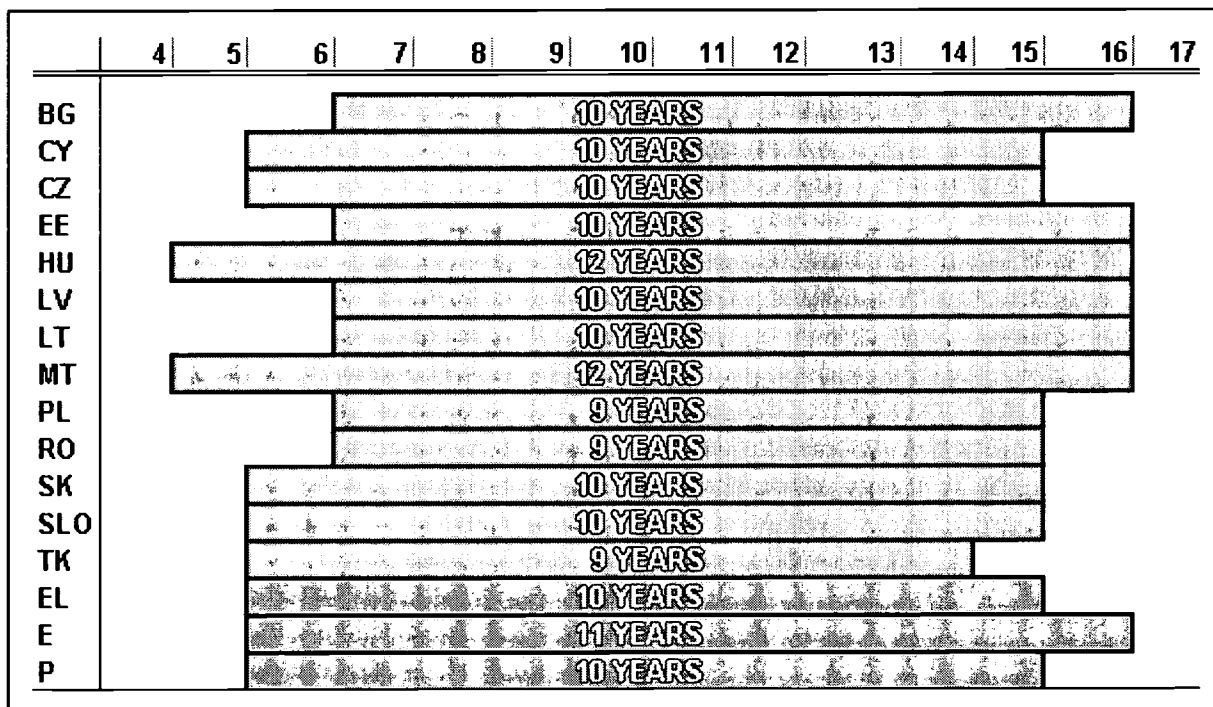 4 5 6 7 8 9 10 11 12 13 14 15 16 17
BG 10 YEARS
CY 10 YEARS
CZ 10 YEARS
EE 10 YEARS
HU 12 YEARS
LV 10 YEARS
LT 10 YEARS
MT 12 YEARS
PL 9 YEARS
RO 9 YEARS
SK 10 YEARS
SLO 10 YEARS
TK 9 YEARS
EL 10 YEARS
E 11 YEARS
P 10 YEARS